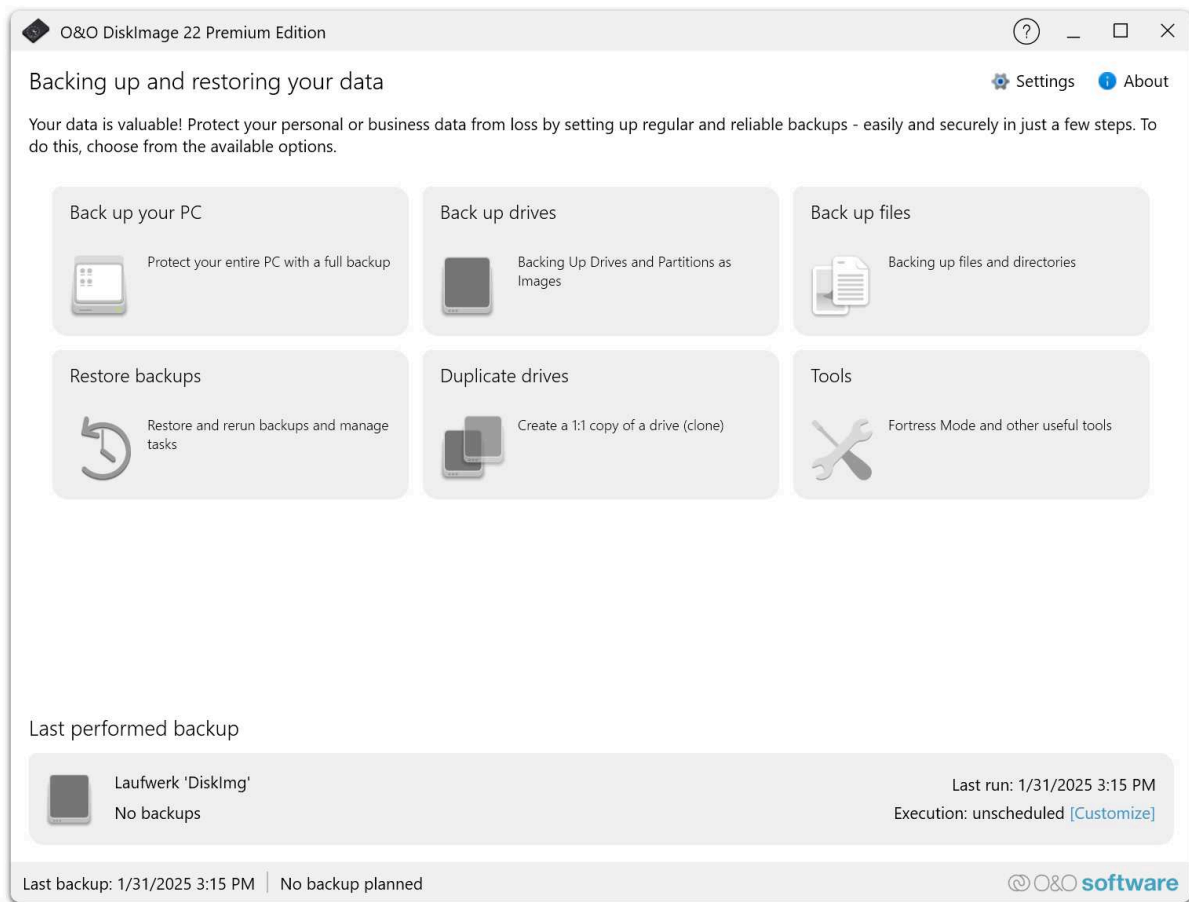 O&O DiskImage 22 Premium Edition
?
Backing up and restoring your data
Settings
About
Your data is valuable! Protect your personal or business data from loss by setting up regular and reliable backups - easily and securely in just a few steps. To
do this, choose from the available options.
Back up your PC
Protect your entire PC with a full backup
Back up drives
Backing Up Drives and Partitions as
Images
Back up files
Backing up files and directories
Restore backups
Restore and rerun backups and manage
tasks
Duplicate drives
Create a 1:1 copy of a drive (clone)
Tools
Fortress Mode and other useful tools
Last performed backup
Laufwerk 'DiskImg'
No backups
Last run: 1/31/2025 3:15 PM
Execution: unscheduled [Customize]
Last backup: 1/31/2025 3:15 PM
No backup planned
O&O software